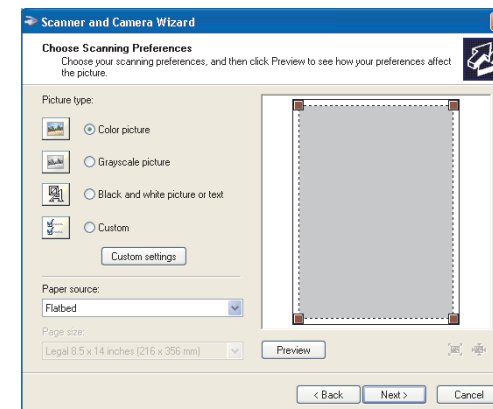 Scanner and Camera Wizard
Choose Scanning Preferences
Choose your scanning preferences, and then click Preview to see how your preferences affect
the picture.
Picture type:
Color picture
Grayscale picture
Black and white picture or text
Custom
Custom settings
Paper source:
Flatbed
Page size:
Legal 8.5 x 14 inches (216 x 356 mm)
Preview
< Back
Next >
Cancel